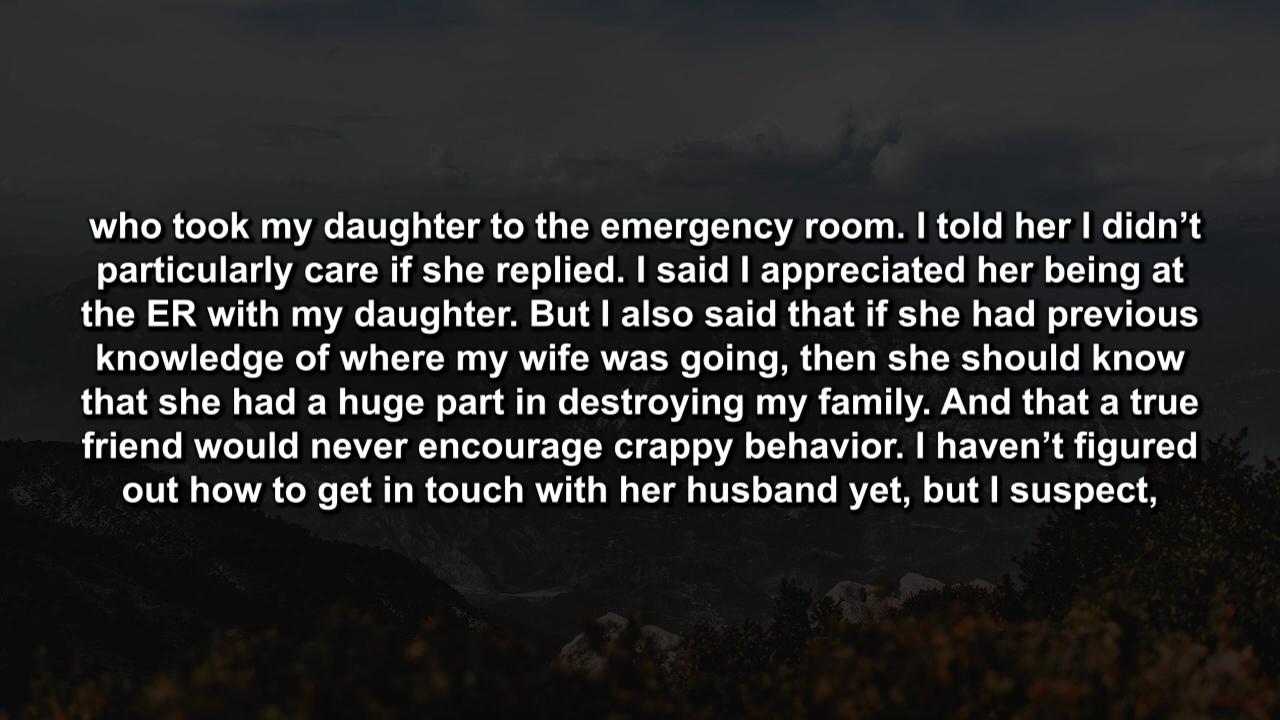 who took my daughter to the emergency room. I told her I didn’t
particularly care if she replied. I said I appreciated her being at
the ER with my daughter. But I also said that if she had previous
knowledge of where my wife was going, then she should know
that she had a huge part in destroying my family. And that a true
friend would never encourage crappy behavior. I haven’t figured
out how to get in touch with her husband yet, but I suspect,